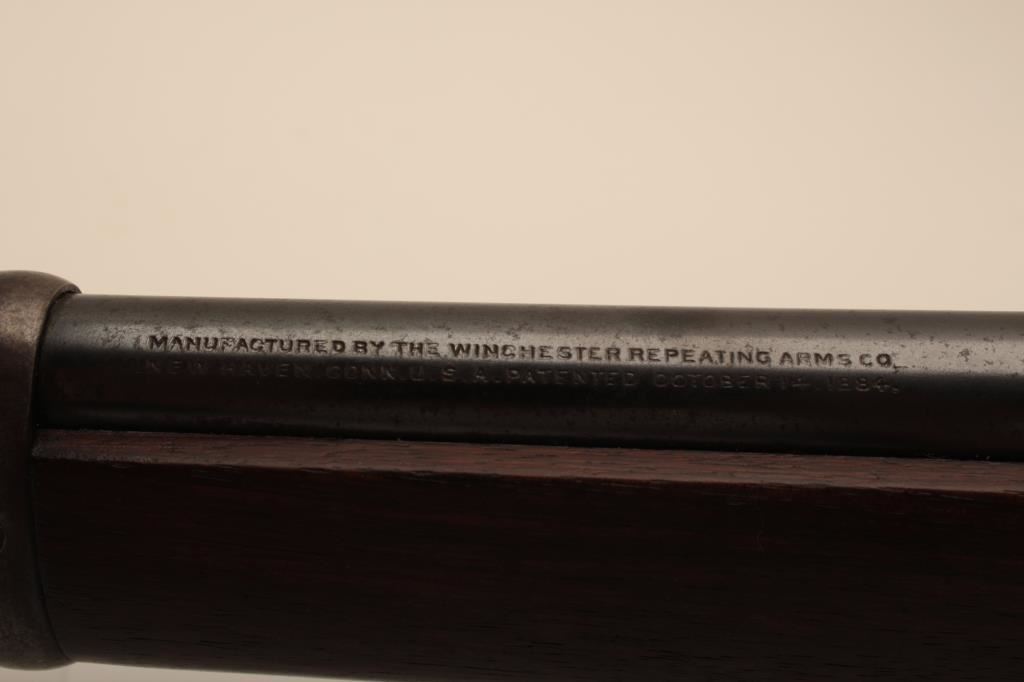 MANUFACTURED BY THE WINCHESTER REPEATING ARMS CO.
NEW HAVEN. CONN. U. S. A. PATENTED OCTOBER 14. 1884.